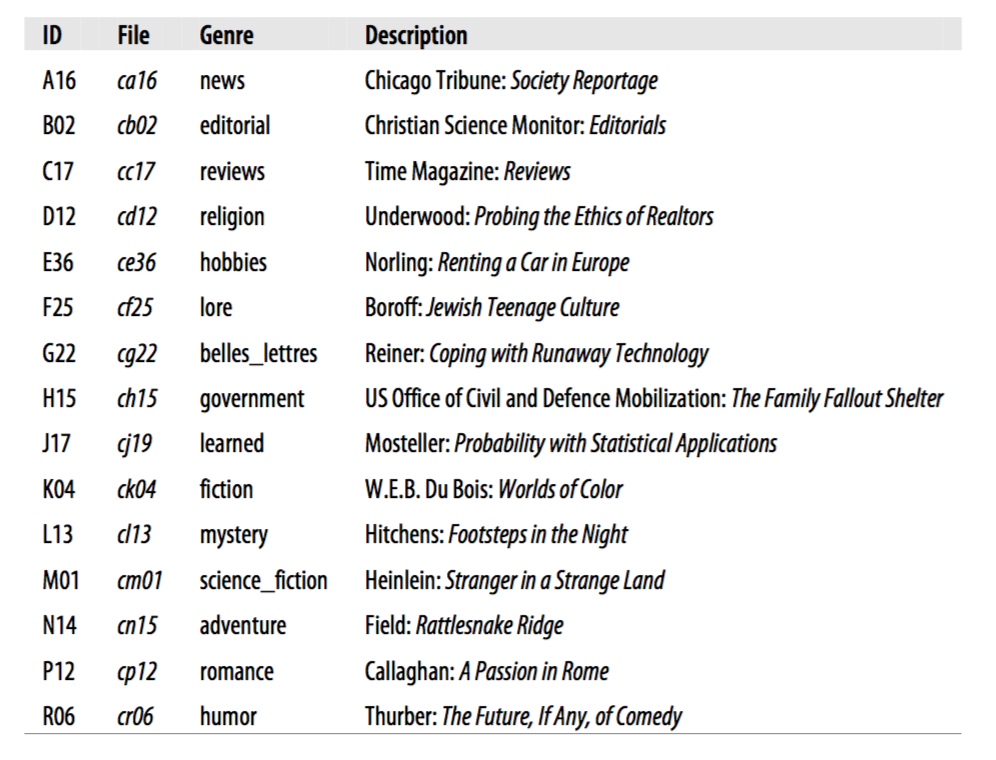 ID File Genre Description
A16 ca16 news Chicago Tribune: Society Reportage
B02 cb02 editorial Christian Science Monitor: Editorials
C17 cc17 reviews Time Magazine: Reviews
D12 cd12 religion Underwood: Probing the Ethics of Realtors
E36 ce36 hobbies Norling: Renting a Car in Europe
F25 cf25 lore Boroff: Jewish Teenage Culture
G22 cg22 belles_lettres Reiner: Coping with Runaway Technology
H15 ch15 government US Office of Civil and Defence Mobilization: The Family Fallout Shelter
J17 cj19 learned Mosteller: Probability with Statistical Applications
K04 ck04 fiction W.E.B. Du Bois: Worlds of Color
L13 cl13 mystery Hitchens: Footsteps in the Night
M01 cm01 science_fiction Heinlein: Stranger in a Strange Land
N14 cn15 adventure Field: Rattlesnake Ridge
P12 cp12 romance Callaghan: A Passion in Rome
R06 cr06 humor Thurber: The Future, If Any, of Comedy